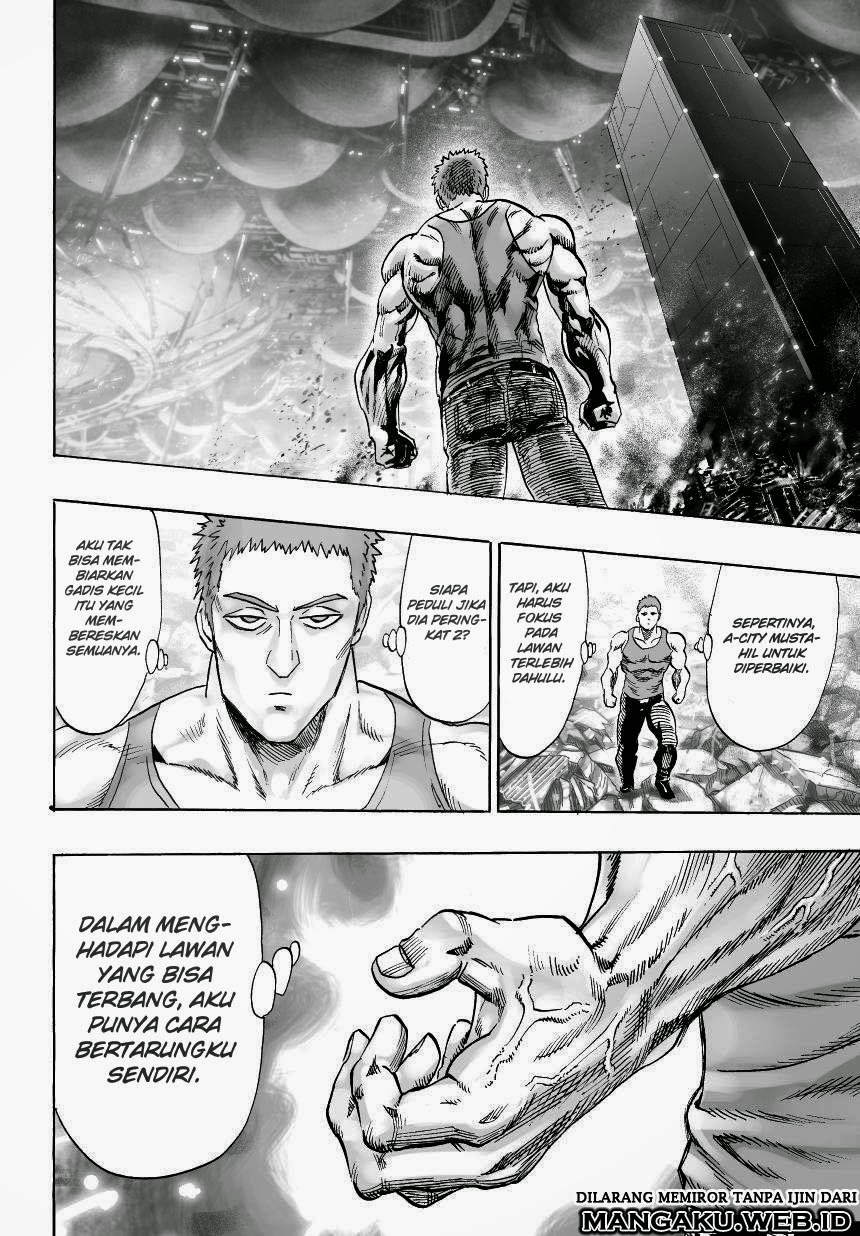 SEPERTINYA,
A-CITY MUSTA-
HIL UNTUK
DIPERBAIKI.
TAPI, AKU
HARUS
FOKUS
PADA
LAWAN
TERLEBIH
DAHULU.
SIAPA
PEDULI JIKA
DIA PERING-
KAT 2?
AKU TAK
BISA MEM-
BIARKAN
GADIS KECIL
ITU YANG
MEM-
BERESKAN
SEMUANYA.
DALAM MENG-
HADAPI LAWAN
YANG BISA
TERBANG, AKU
PUNYA CARA
BERTARUNGKU
SENDIRI.
DILARANG MEMIROR TANPA IJIN DARI
MANGAKU.WEB.ID